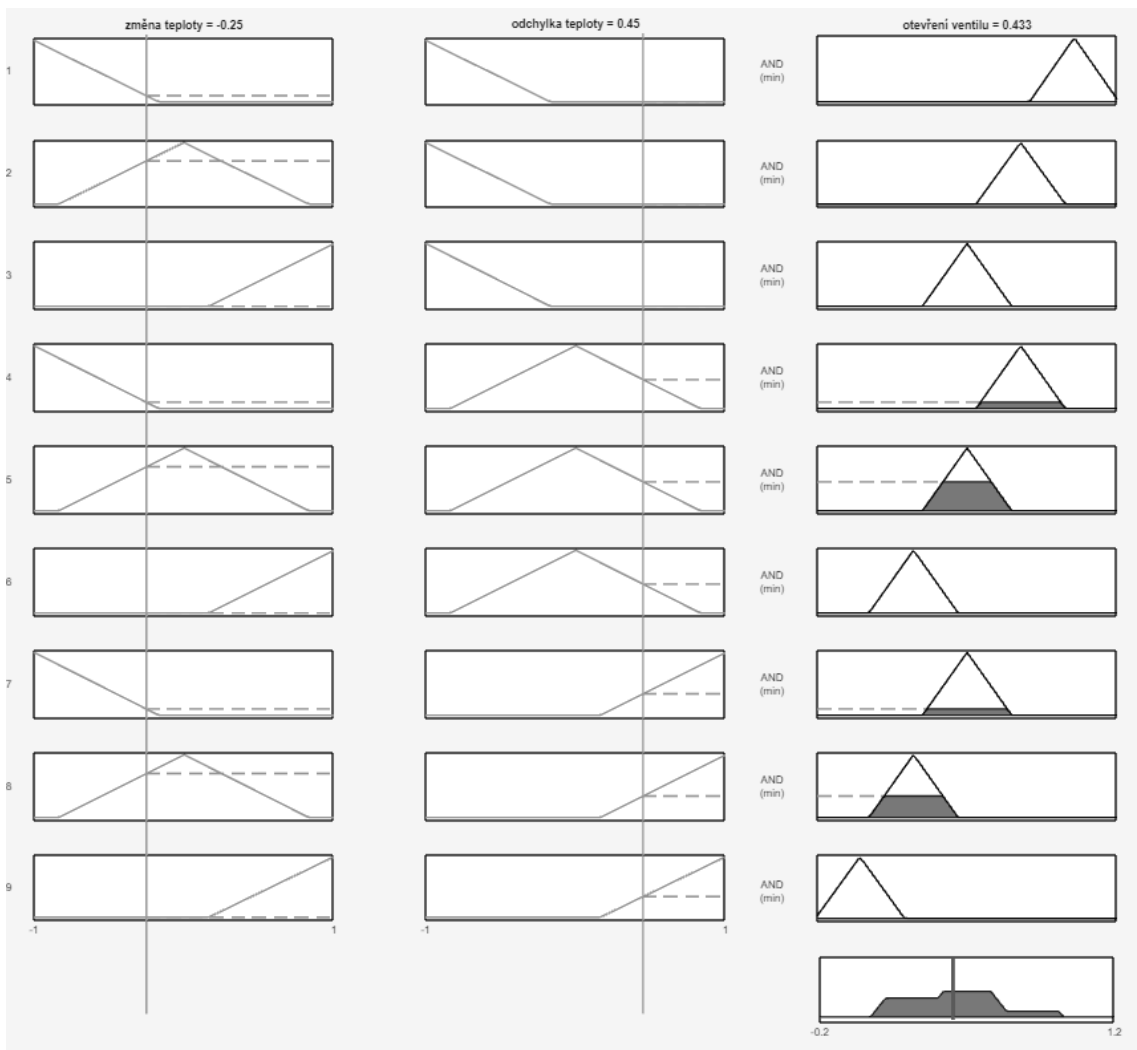 změna teploty = -0.25
odchylka teploty = 0.45
otevření ventilu = 0.433
1
AND
(min)
2
AND
(min)
3
AND
(min)
4
AND
(min)
5
AND
(min)
6
AND
(min)
7
AND
(min)
8
AND
(min)
9
AND
(min)
-1
1
-1
1
-0.2
1.2